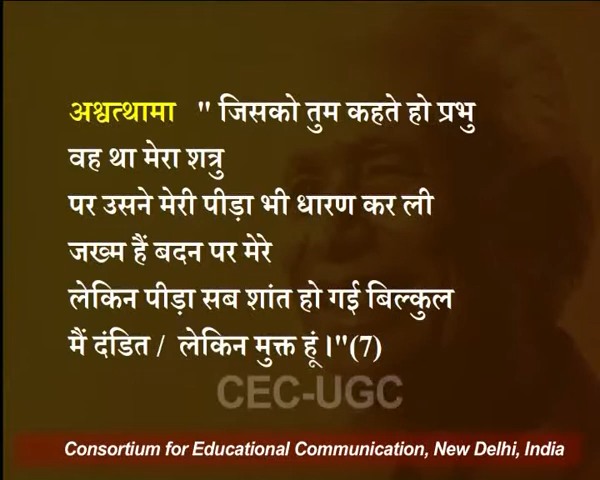 अश्वत्थामा " जिसको तुम कहते हो प्रभु
वह था मेरा शत्रु
पर उसने मेरी पीड़ा भी धारण कर ली
जख्म हैं बदन पर मेरे
लेकिन पीड़ा सब शांत हो गई बिल्कुल
मैं दंडित / लेकिन मुक्त हूं।"(7)
CEC-UGC
Consortium for Educational Communication, New Delhi, India